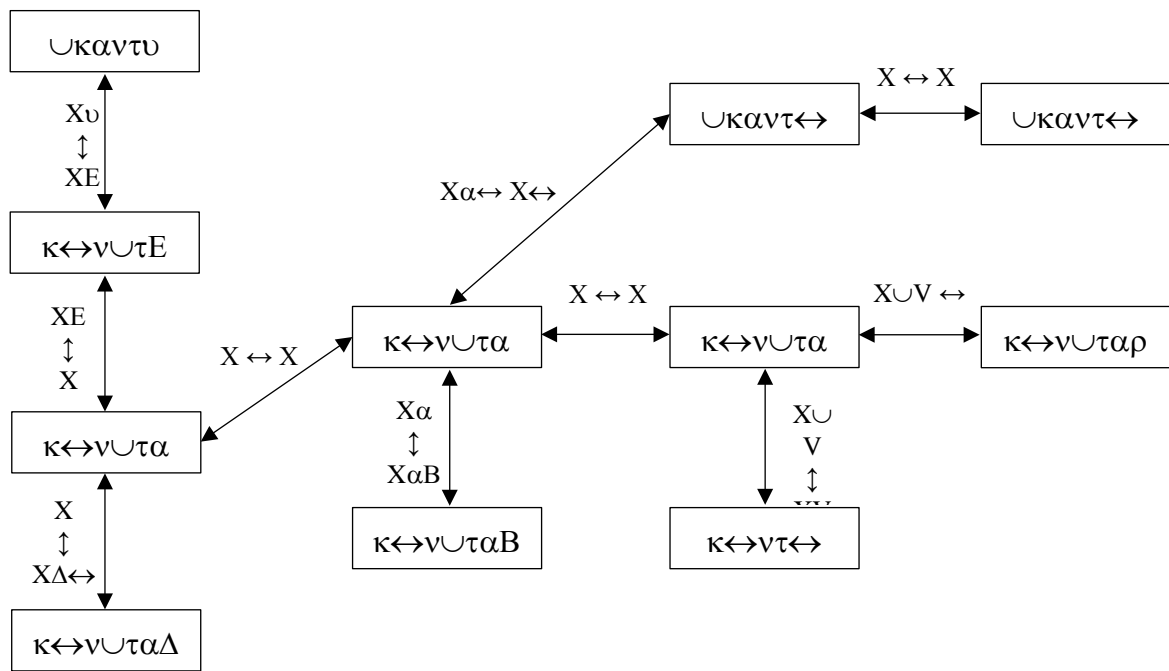 ∪καντυ
Xυ
↕
XE
κ↔ν∪τE
XE
↕
X
κ↔ν∪τα
X
↕
XΔ↔
κ↔ν∪ταΔ
X ↔ X
Xα↔ X↔
∪καντ↔
X ↔ X
∪καντ↔
κ↔ν∪τα
X ↔ X
κ↔ν∪τα
X∪V ↔
κ↔ν∪ταρ
Xα
↕
XαB
κ↔ν∪ταB
X∪
V
↕
κ↔ντ↔